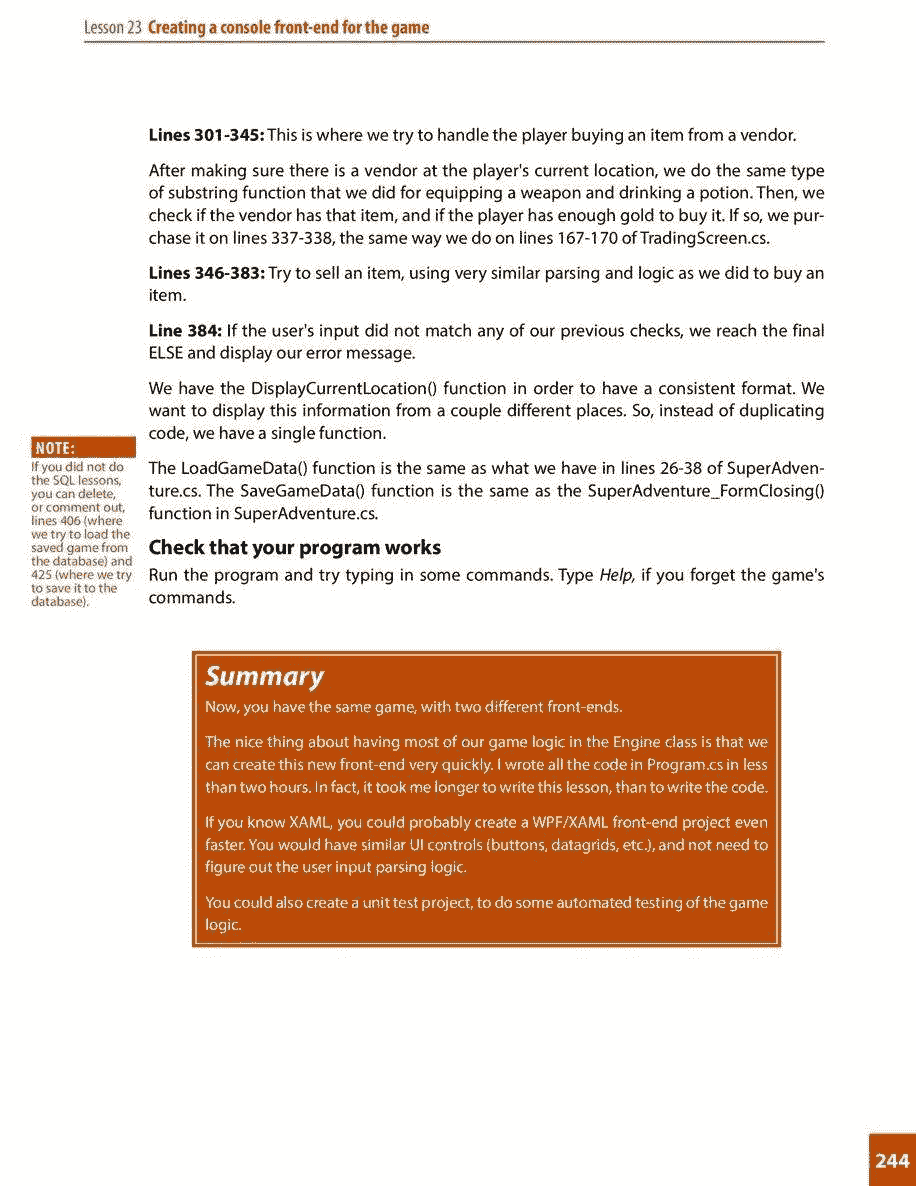 Lesson 23 Creating a console front-end for the game
Lines 301-345: This is where we try to handle the player buying an item from a vendor.
After making sure there is a vendor at the player's current location, we do the same type
of substring function that we did for equipping a weapon and drinking a potion. Then, we
check if the vendor has that item, and if the player has enough gold to buy it. If so, we pur-
chase it on lines 337-338, the same way we do on lines 167-170 of TradingScreen.cs.
Lines 346-383: Try to sell an item, using very similar parsing and logic as we did to buy an
item.
Line 384: If the user's input did not match any of our previous checks, we reach the final
ELSE and display our error message.
We have the DisplayCurrentLocation() function in order to have a consistent format. We
want to display this information from a couple different places. So, instead of duplicating
code, we have a single function.
The LoadGameData() function is the same as what we have in lines 26-38 of SuperAdven-
ture.cs. The SaveGameData() function is the same as the SuperAdventure_FormClosing()
function in SuperAdventure.cs.
NOTE:
If you did not do
the SQL lessons,
you can delete,
or comment out,
lines 406 (where
we try to load the
saved game from
the database) and
425 (where we try
to save it to the
database).
Check that your program works
Run the program and try typing in some commands. Type Help, if you forget the game's
commands.
Summary
Now, you have the same game, with two different front-ends.
The nice thing about having most of our game logic in the Engine class is that we
can create this new front-end very quickly. I wrote all the code in Program.cs in less
than two hours. In fact, it took me longer to write this lesson, than to write the code.
If you know XAML, you could probably create a WPF/XAML front-end project even
faster. You would have similar UI controls (buttons, datagrids, etc.), and not need to
figure out the user input parsing logic.
You could also create a unit test project, to do some automated testing of the game
logic.
244